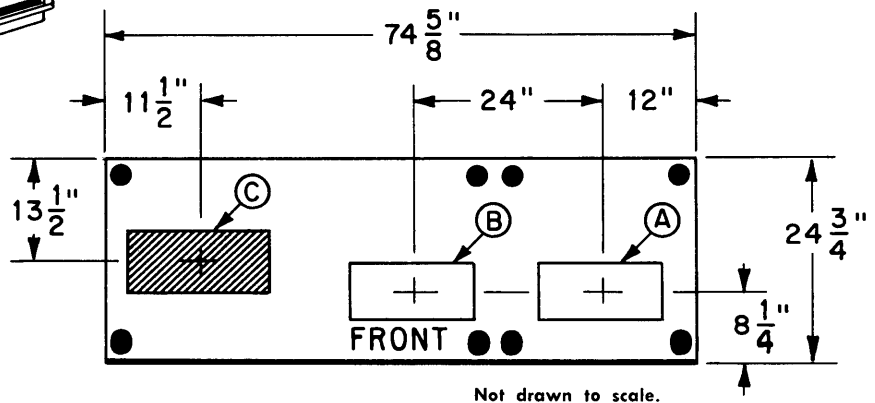 74 5/8"
11 1/2" 24" 12"
13 1/2"
C
B
A
24 3/4"
8 1/4"
FRONT
Not drawn to scale.